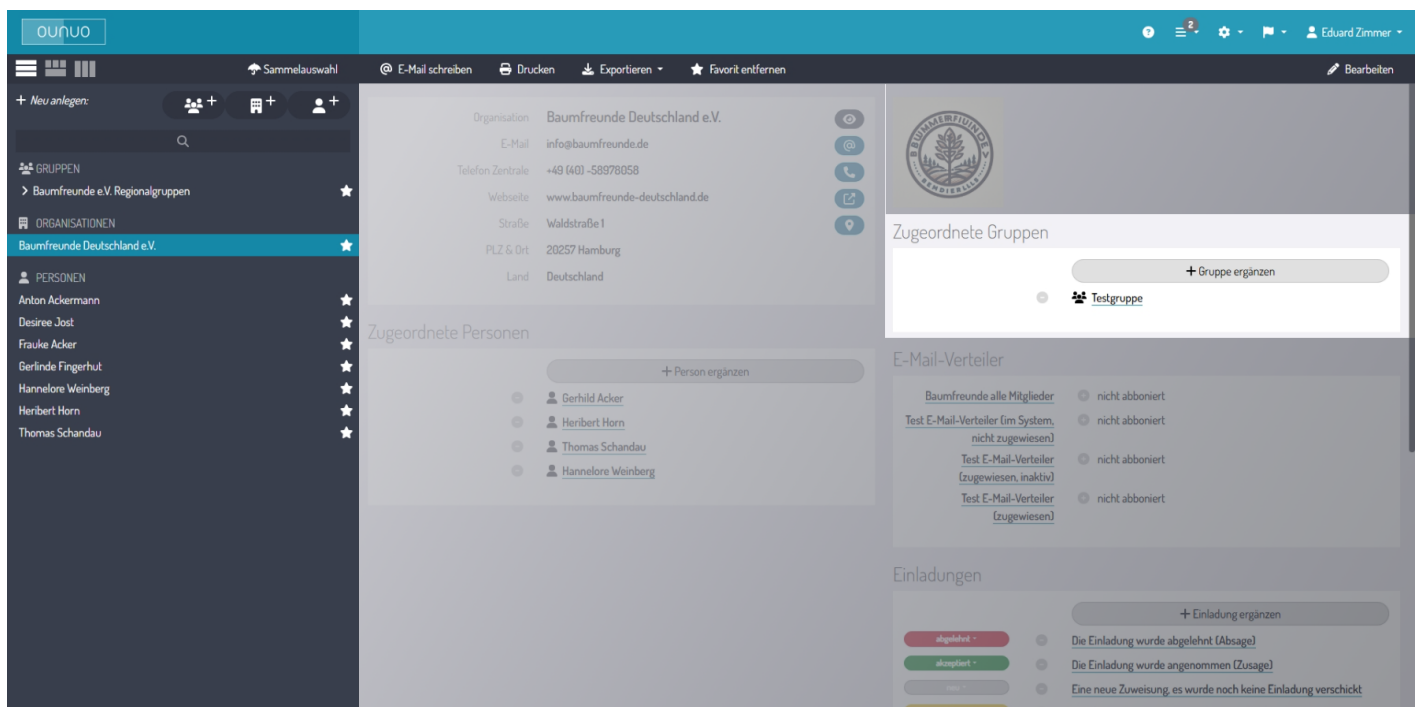 ounuo
2
Eduard Zimmer
Sammelauswahl
E-Mail schreiben
Drucken
Exportieren
Favorit entfernen
Bearbeiten
+ Neu anlegen:
GRUPPEN
Baumfreunde e.V. Regionalgruppen
ORGANISATIONEN
Baumfreunde Deutschland e.V.
PERSONEN
Anton Ackermann
Desiree Jost
Frauke Acker
Gerlinde Fingerhut
Hannelore Weinberg
Heribert Horn
Thomas Schandau
Organisation Baumfreunde Deutschland e.V.
E-Mail info@baumfreunde.de
Telefon Zentrale +49 (40) -58978058
Webseite www.baumfreunde-deutschland.de
Straße Waldstraße 1
PLZ & Ort 20257 Hamburg
Land Deutschland
Zugeordnete Personen
+ Person ergänzen
Gerhild Acker
Heribert Horn
Thomas Schandau
Hannelore Weinberg
Zugeordnete Gruppen
+ Gruppe ergänzen
Testgruppe
E-Mail-Verteiler
Baumfreunde alle Mitglieder nicht abboniert
Test E-Mail-Verteiler (im System, nicht abboniert
nicht zugewiesen)
Test E-Mail-Verteiler nicht abboniert
(zugewiesen, inaktiv)
Test E-Mail-Verteiler nicht abboniert
(zugewiesen)
Einladungen
+ Einladung ergänzen
abgelehnt Die Einladung wurde abgelehnt (Absage)
akzeptiert Die Einladung wurde angenommen (Zusage)
Eine neue Zuweisung, es wurde noch keine Einladung verschickt